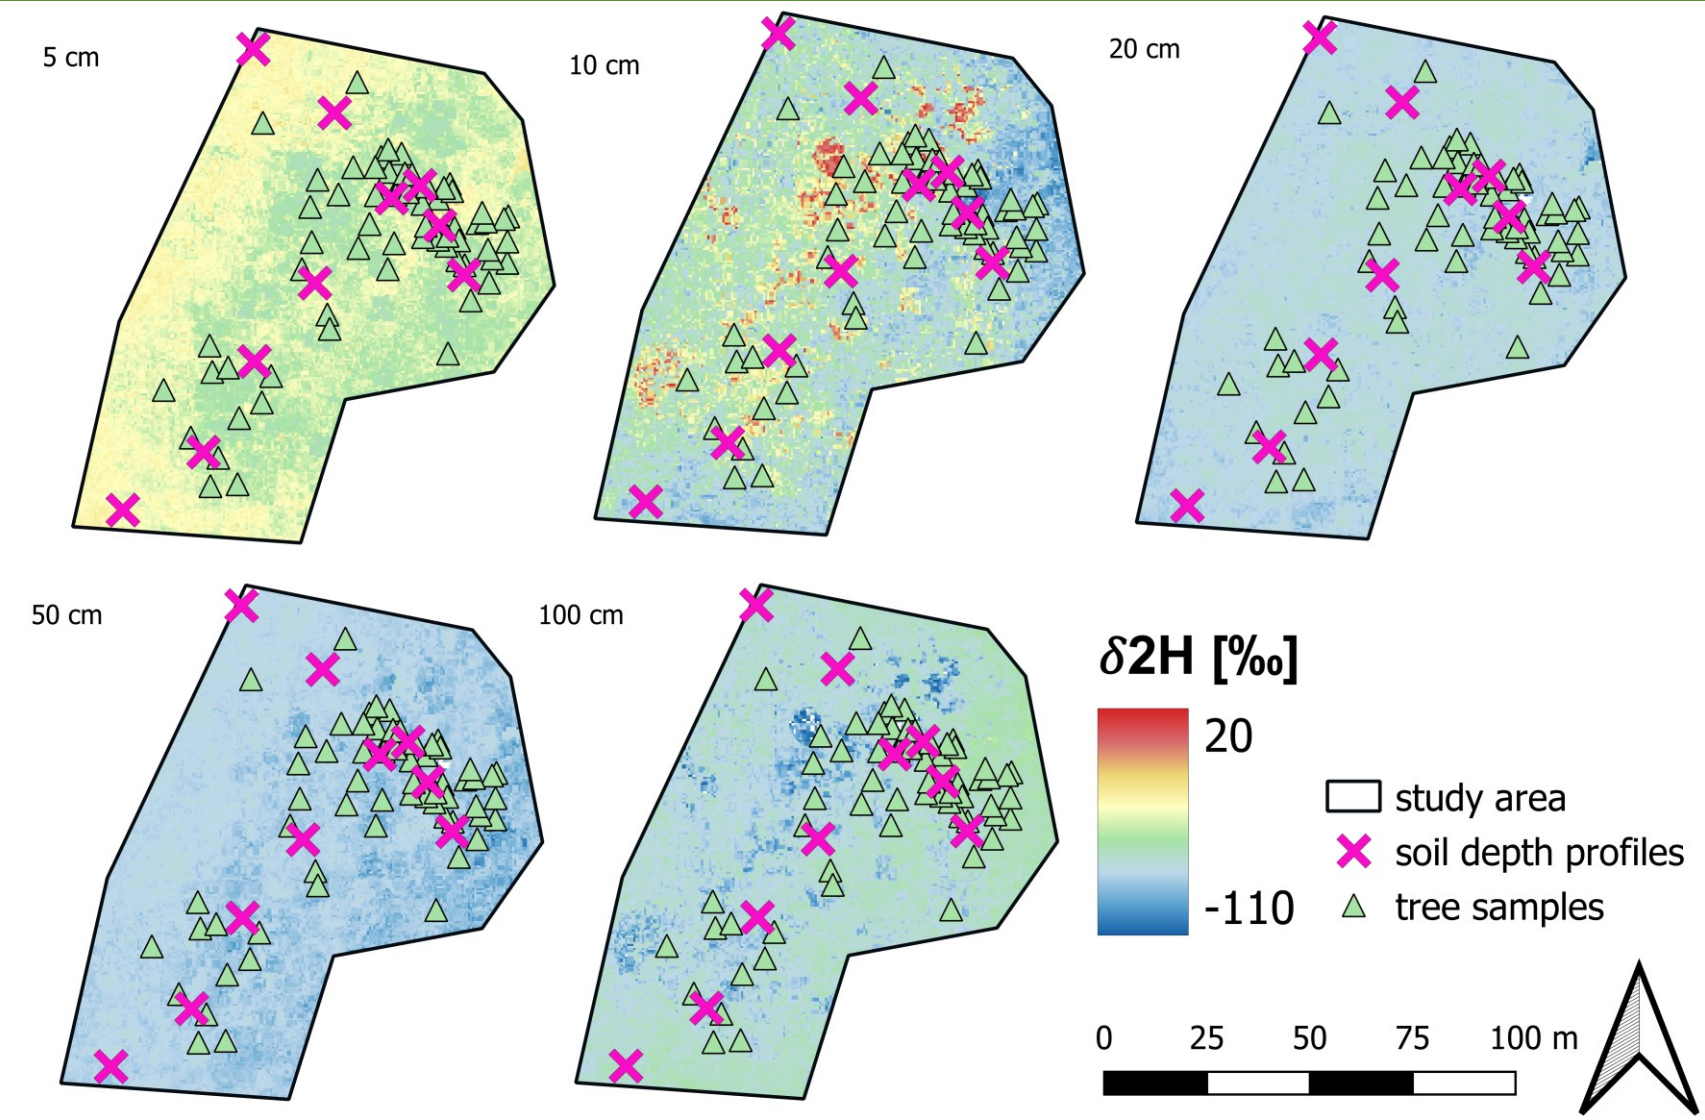 5 cm
10 cm
20 cm
50 cm
100 cm
δ2H [‰]
20
-110
study area
soil depth profiles
tree samples
0 25 50 75 100 m